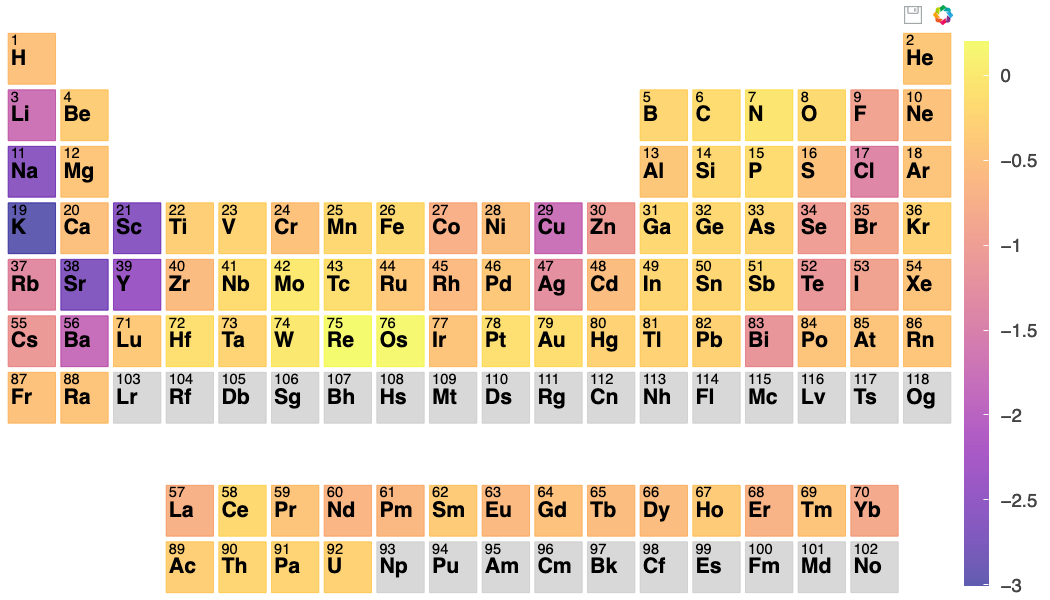 1 2
H He
3 4 5 6 7 8 9 10
Li Be B C N O F Ne
11 12 13 14 15 16 17 18
Na Mg Al Si P S Cl Ar
19 20 21 22 23 24 25 26 27 28 29 30 31 32 33 34 35 36
K Ca Sc Ti V Cr Mn Fe Co Ni Cu Zn Ga Ge As Se Br Kr
37 38 39 40 41 42 43 44 45 46 47 48 49 50 51 52 53 54
Rb Sr Y Zr Nb Mo Tc Ru Rh Pd Ag Cd In Sn Sb Te I Xe
55 56 71 72 73 74 75 76 77 78 79 80 81 82 83 84 85 86
Cs Ba Lu Hf Ta W Re Os Ir Pt Au Hg Tl Pb Bi Po At Rn
87 88 103 104 105 106 107 108 109 110 111 112 113 114 115 116 117 118
Fr Ra Lr Rf Db Sg Bh Hs Mt Ds Rg Cn Nh Fl Mc Lv Ts Og
57 58 59 60 61 62 63 64 65 66 67 68 69 70
La Ce Pr Nd Pm Sm Eu Gd Tb Dy Ho Er Tm Yb
89 90 91 92 93 94 95 96 97 98 99 100 101 102
Ac Th Pa U Np Pu Am Cm Bk Cf Es Fm Md No
0
−0.5
−1
−1.5
−2
−2.5
−3